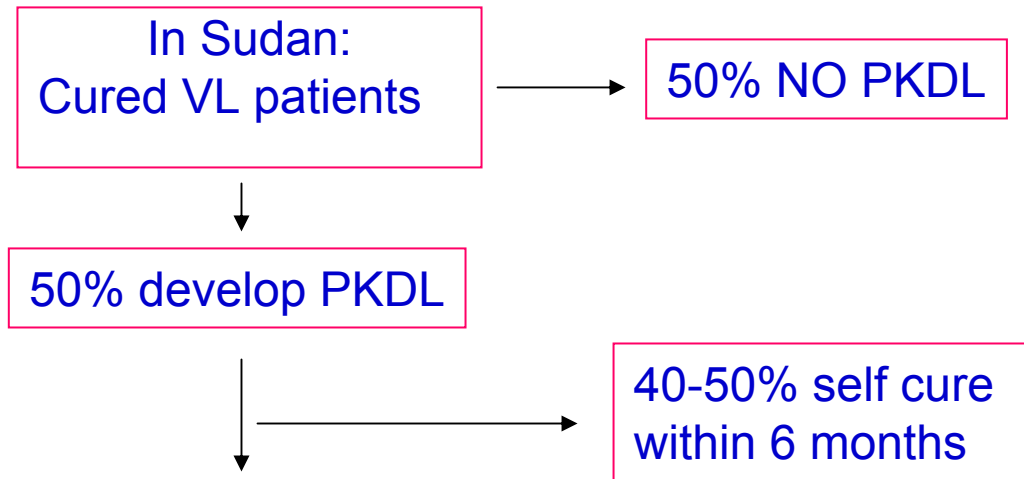 In Sudan:
Cured VL patients
50% NO PKDL
50% develop PKDL
40-50% self cure
within 6 months